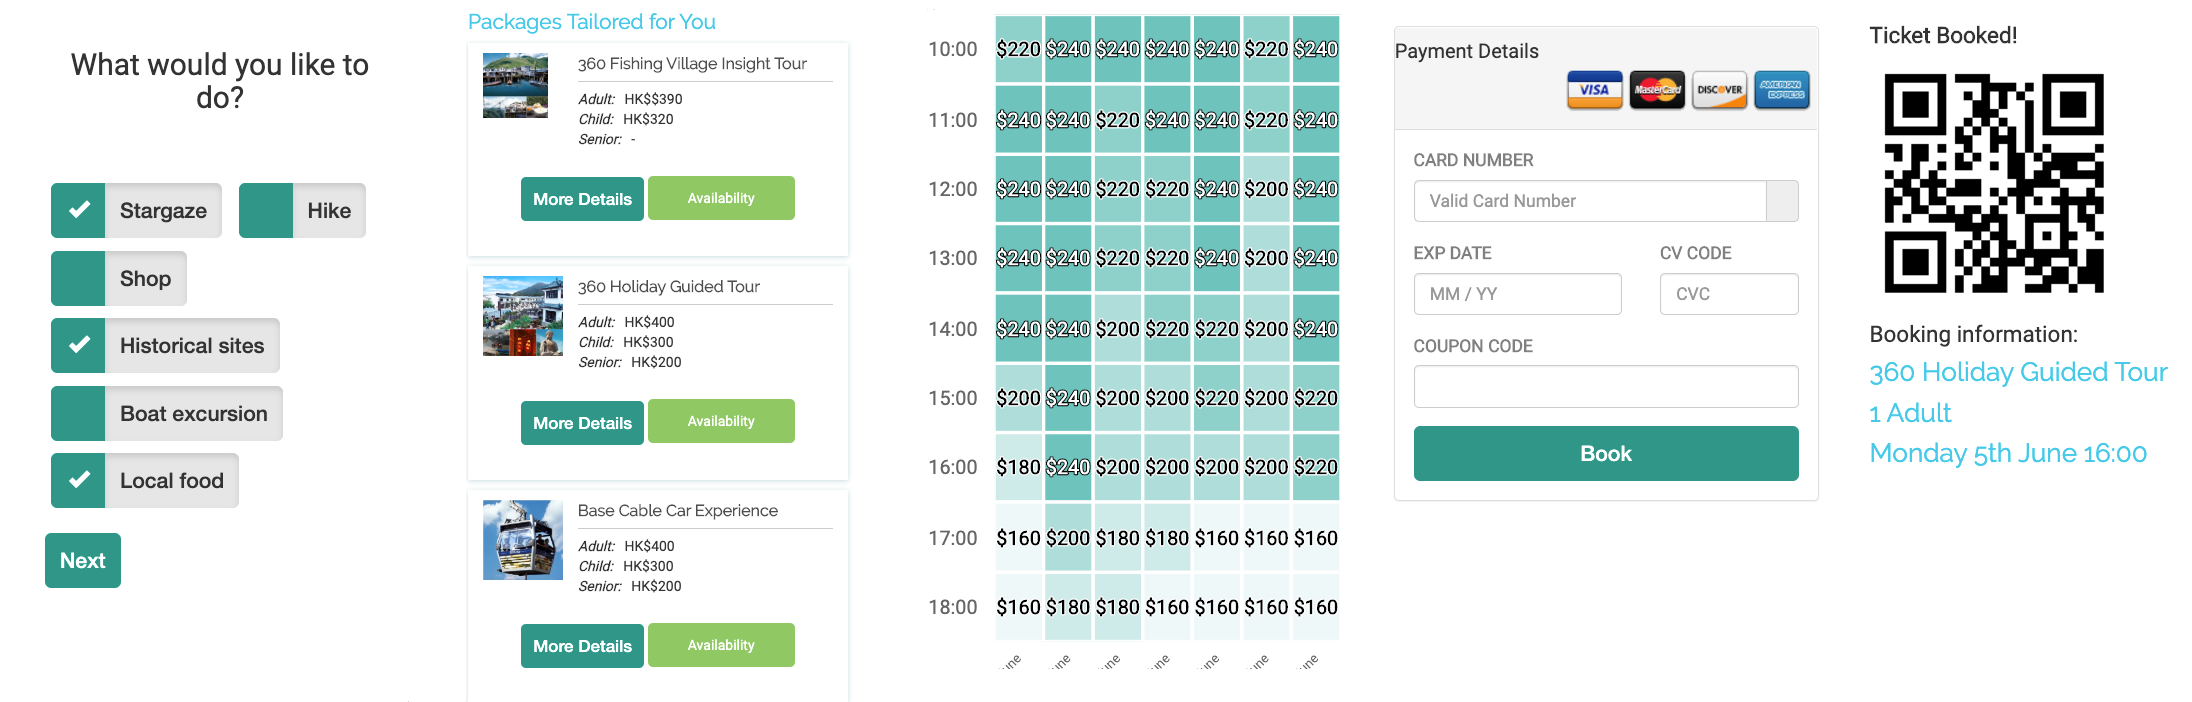 What would you like to
do?
Stargaze
Hike
Shop
Historical sites
Boat excursion
Local food
Next
Packages Tailored for You
360 Fishing Village Insight Tour
Adult: HK$$390
Child: HK$320
Senior: -
More Details
Availability
360 Holiday Guided Tour
Adult: HK$400
Child: HK$300
Senior: HK$200
More Details
Availability
Base Cable Car Experience
Adult: HK$400
Child: HK$300
Senior: HK$200
More Details
Availability
10:00 $220 $240 $240 $240 $240 $220 $240
11:00 $240 $240 $220 $240 $240 $220 $240
12:00 $240 $240 $220 $220 $240 $200 $240
13:00 $240 $240 $220 $220 $240 $200 $240
14:00 $240 $240 $200 $220 $220 $200 $240
15:00 $200 $240 $200 $200 $220 $200 $220
16:00 $180 $240 $200 $200 $200 $200 $220
17:00 $160 $200 $180 $180 $160 $160 $160
18:00 $160 $180 $180 $160 $160 $160 $160
Payment Details
VISA MasterCard DISCOVER AMERICAN EXPRESS
CARD NUMBER
Valid Card Number
EXP DATE
CV CODE
MM / YY
CVC
COUPON CODE
Book
Ticket Booked!
Booking information:
360 Holiday Guided Tour
1 Adult
Monday 5th June 16:00